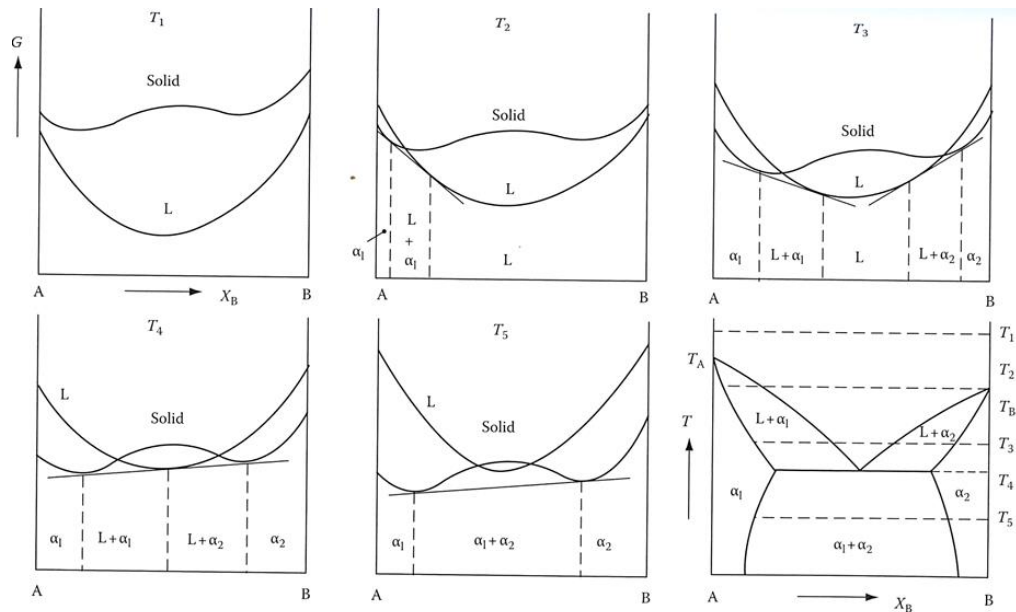 T₁
G
Solid
L
A
X_B
B
T₂
Solid
L
α₁
L
+
α₁
L
A
B
T₃
Solid
L
α₁
L+α₁
L
L+α₂
α₂
A
B
T₄
L
Solid
α₁
L+α₁
L+α₂
α₂
A
B
T₅
L
Solid
α₁
α₁+α₂
α₂
A
B
T₁
T_A
T₂
T_B
L+α₁
L+α₂
T
T₃
T₄
α₁
α₂
T₅
α₁+α₂
A
X_B
B